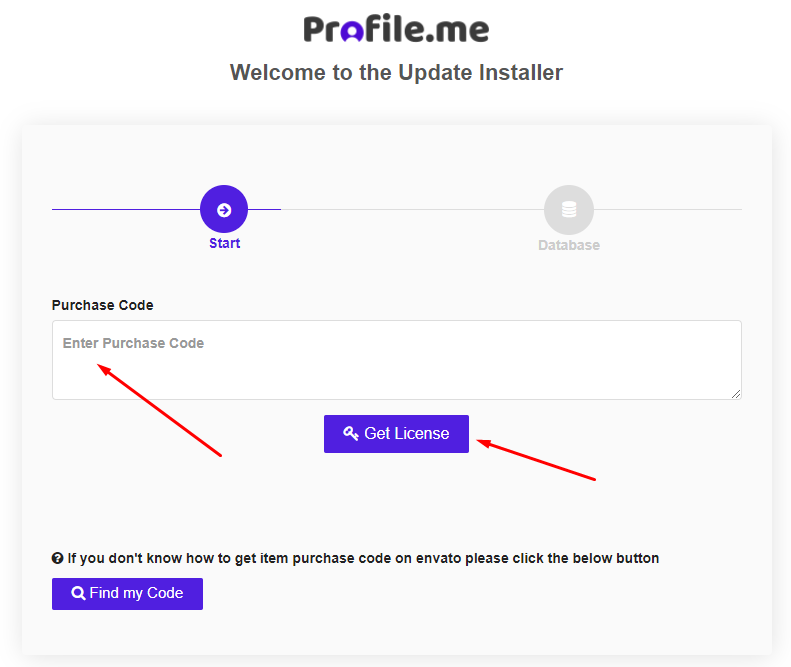 Profile.me
Welcome to the Update Installer
Start
Database
Purchase Code
Enter Purchase Code
Get License
If you don't know how to get item purchase code on envato please click the below button
Find my Code